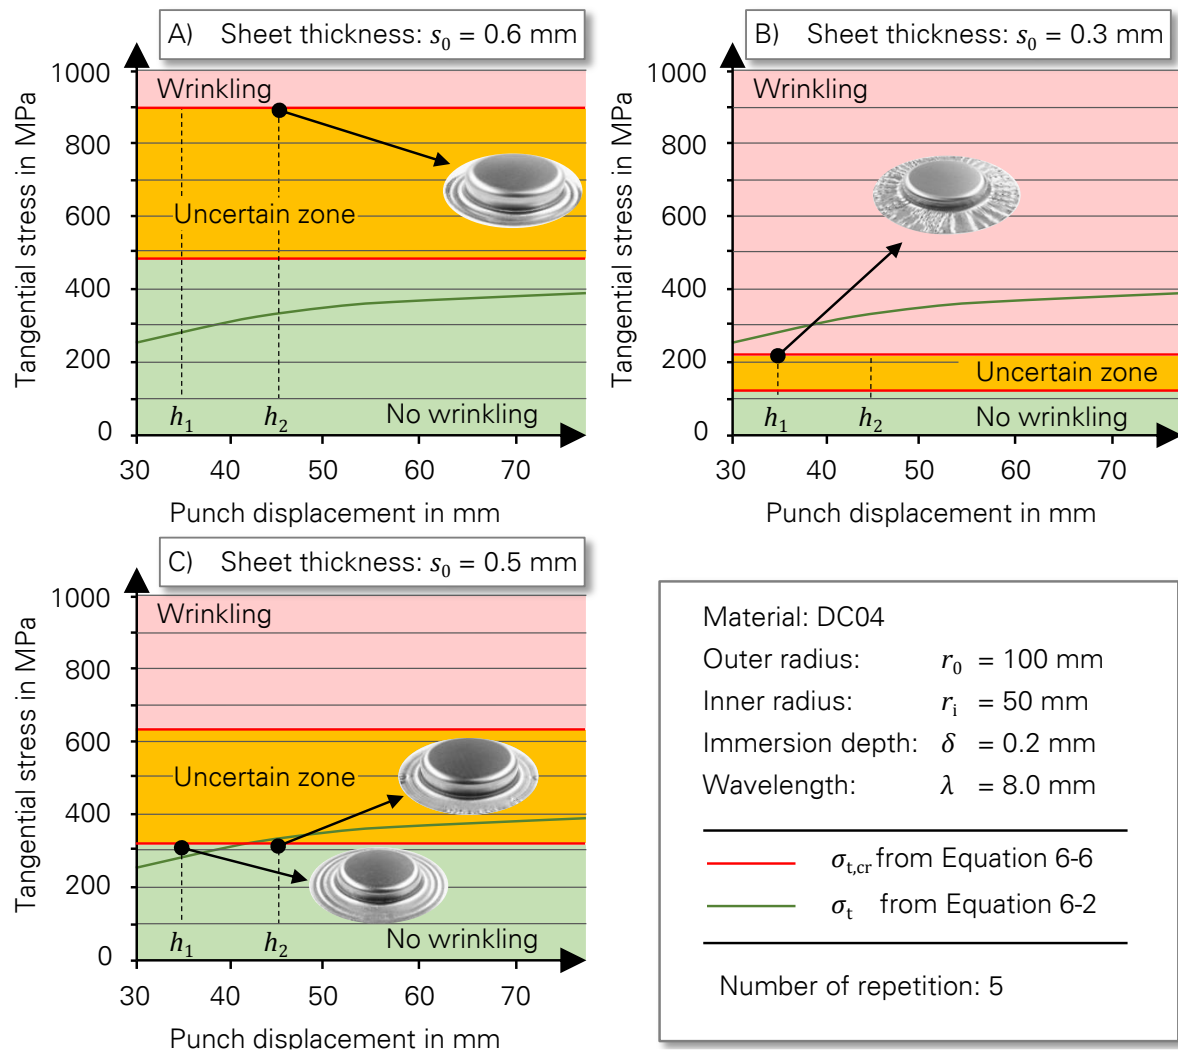 A) Sheet thickness: s₀ = 0.6 mm
Tangential stress in MPa
1000
800
600
400
200
0
Wrinkling
Uncertain zone
No wrinkling
h₁
h₂
30 40 50 60 70
Punch displacement in mm
B) Sheet thickness: s₀ = 0.3 mm
Tangential stress in MPa
1000
800
600
400
200
0
Wrinkling
Uncertain zone
No wrinkling
h₁
h₂
30 40 50 60 70
Punch displacement in mm
C) Sheet thickness: s₀ = 0.5 mm
Tangential stress in MPa
1000
800
600
400
200
0
Wrinkling
Uncertain zone
No wrinkling
h₁
h₂
30 40 50 60 70
Punch displacement in mm
Material: DC04
Outer radius: r₀ = 100 mm
Inner radius: rᵢ = 50 mm
Immersion depth: δ = 0.2 mm
Wavelength: λ = 8.0 mm
σt,cr from Equation 6-6
σt from Equation 6-2
Number of repetition: 5